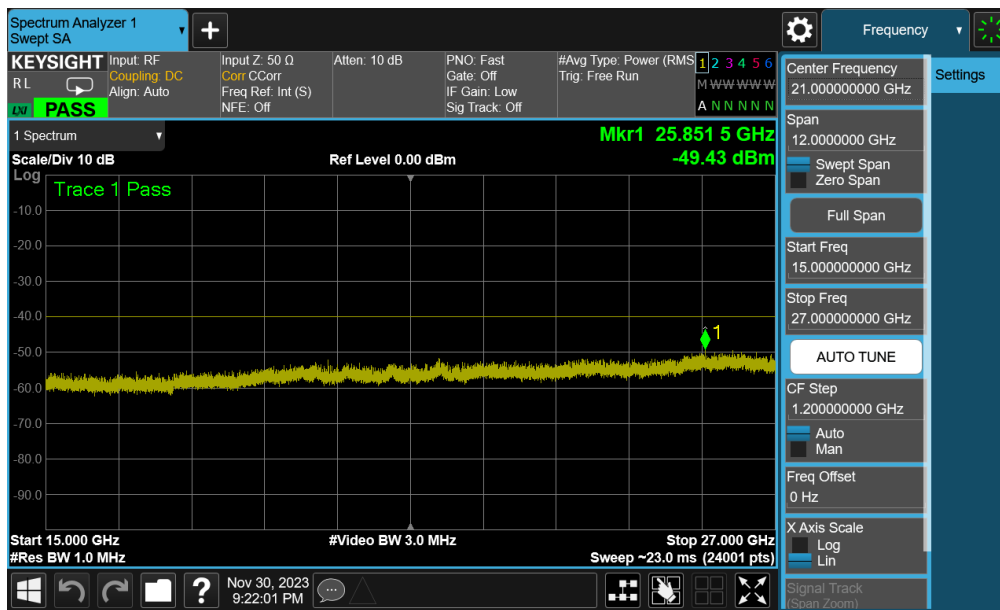 Spectrum Analyzer 1
Swept SA
+
Frequency
KEYSIGHT
RL
LXI PASS
Input: RF
Coupling: DC
Align: Auto
Input Z: 50 Ω
Corr CCorr
Freq Ref: Int (S)
NFE: Off
Atten: 10 dB
PNO: Fast
Gate: Off
IF Gain: Low
Sig Track: Off
#Avg Type: Power (RMS
Trig: Free Run
1 2 3 4 5 6
M W W W W W
A N N N N N
1 Spectrum
Scale/Div 10 dB
Ref Level 0.00 dBm
Mkr1 25.851 5 GHz
-49.43 dBm
Log
Trace 1 Pass
-10.0
-20.0
-30.0
-40.0
-50.0
-60.0
-70.0
-80.0
-90.0
1
Start 15.000 GHz
#Res BW 1.0 MHz
#Video BW 3.0 MHz
Stop 27.000 GHz
Sweep ~23.0 ms (24001 pts)
Center Frequency
21.000000000 GHz
Span
12.0000000 GHz
Swept Span
Zero Span
Full Span
Start Freq
15.000000000 GHz
Stop Freq
27.000000000 GHz
AUTO TUNE
CF Step
1.200000000 GHz
Auto
Man
Freq Offset
0 Hz
X Axis Scale
Log
Lin
Signal Track
(Span Zoom)
Settings
?
Nov 30, 2023
9:22:01 PM